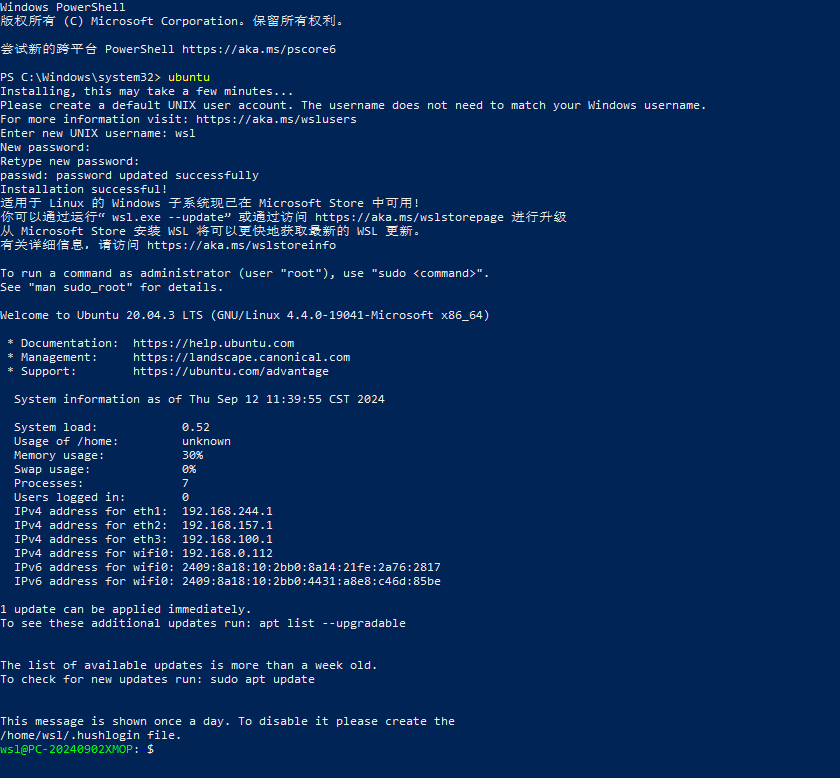 Windows PowerShell
版权所有 (C) Microsoft Corporation。保留所有权利。
尝试新的跨平台 PowerShell https://aka.ms/pscore6
PS C:\Windows\system32> ubuntu
Installing, this may take a few minutes...
Please create a default UNIX user account. The username does not need to match your Windows username.
For more information visit: https://aka.ms/wslusers
Enter new UNIX username: wsl
New password:
Retype new password:
passwd: password updated successfully
Installation successful!
适用于 Linux 的 Windows 子系统现已在 Microsoft Store 中可用!
你可以通过运行“ wsl.exe --update” 或通过访问 https://aka.ms/wslstorepage 进行升级
从 Microsoft Store 安装 WSL 将可以更快地获取最新的 WSL 更新。
有关详细信息，请访问 https://aka.ms/wslstoreinfo
To run a command as administrator (user "root"), use "sudo <command>".
See "man sudo_root" for details.
Welcome to Ubuntu 20.04.3 LTS (GNU/Linux 4.4.0-19041-Microsoft x86_64)
* Documentation: https://help.ubuntu.com
* Management: https://landscape.canonical.com
* Support: https://ubuntu.com/advantage
System information as of Thu Sep 12 11:39:55 CST 2024
System load: 0.52
Usage of /home: unknown
Memory usage: 30%
Swap usage: 0%
Processes: 7
Users logged in: 0
IPv4 address for eth1: 192.168.244.1
IPv4 address for eth2: 192.168.157.1
IPv4 address for eth3: 192.168.100.1
IPv4 address for wifi0: 192.168.0.112
IPv6 address for wifi0: 2409:8a18:10:2bb0:8a14:21fe:2a76:2817
IPv6 address for wifi0: 2409:8a18:10:2bb0:4431:a8e8:c46d:85be
1 update can be applied immediately.
To see these additional updates run: apt list --upgradable
The list of available updates is more than a week old.
To check for new updates run: sudo apt update
This message is shown once a day. To disable it please create the
/home/wsl/.hushlogin file.
wsl@PC-20240902XMOP: $